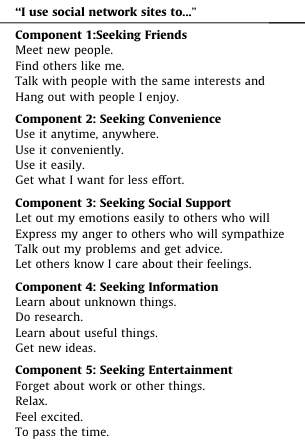 “I use social network sites to...”
Component 1:Seeking Friends
Meet new people.
Find others like me.
Talk with people with the same interests and
Hang out with people I enjoy.
Component 2: Seeking Convenience
Use it anytime, anywhere.
Use it conveniently.
Use it easily.
Get what I want for less effort.
Component 3: Seeking Social Support
Let out my emotions easily to others who will
Express my anger to others who will sympathize
Talk out my problems and get advice.
Let others know I care about their feelings.
Component 4: Seeking Information
Learn about unknown things.
Do research.
Learn about useful things.
Get new ideas.
Component 5: Seeking Entertainment
Forget about work or other things.
Relax.
Feel excited.
To pass the time.